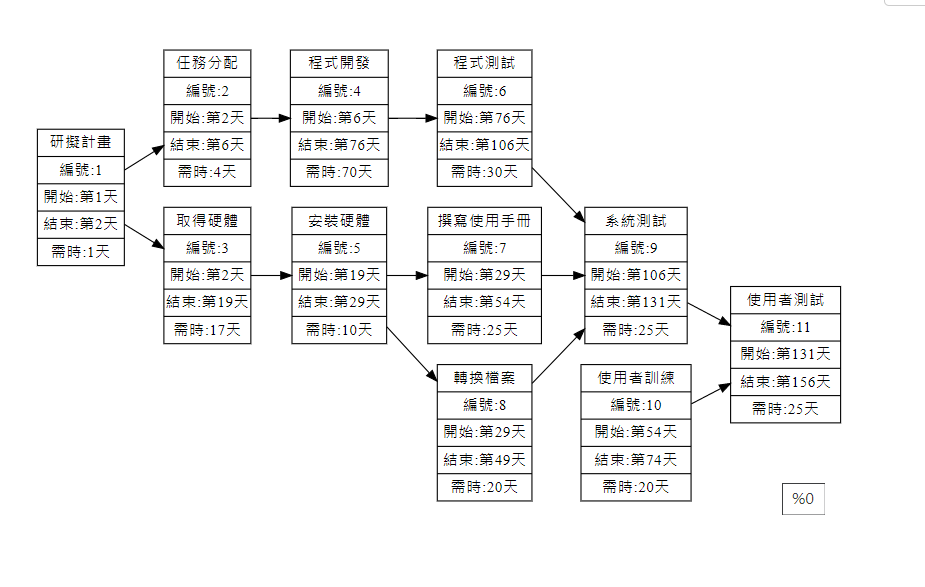 研擬計畫
編號:1
開始:第1天
結束:第2天
需時:1天
任務分配
編號:2
開始:第2天
結束:第6天
需時:4天
程式開發
編號:4
開始:第6天
結束:第76天
需時:70天
程式測試
編號:6
開始:第76天
結束:第106天
需時:30天
取得硬體
編號:3
開始:第2天
結束:第19天
需時:17天
安裝硬體
編號:5
開始:第19天
結束:第29天
需時:10天
撰寫使用手冊
編號:7
開始:第29天
結束:第54天
需時:25天
系統測試
編號:9
開始:第106天
結束:第131天
需時:25天
轉換檔案
編號:8
開始:第29天
結束:第49天
需時:20天
使用者訓練
編號:10
開始:第54天
結束:第74天
需時:20天
使用者測試
編號:11
開始:第131天
結束:第156天
需時:25天
%0